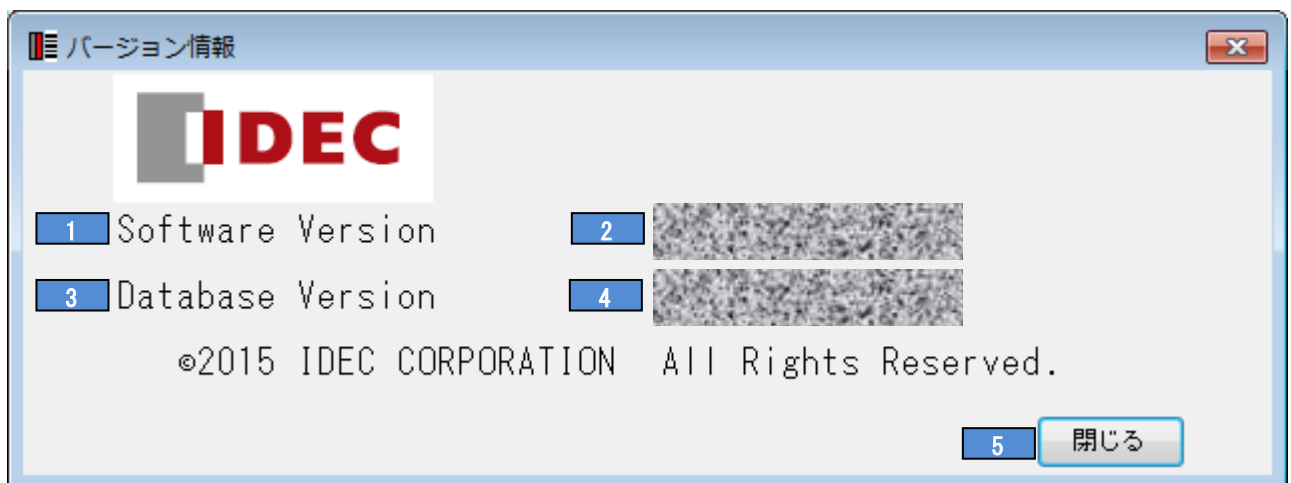 バージョン情報
IDEC
1 Software Version 2
3 Database Version 4
©2015 IDEC CORPORATION All Rights Reserved.
5 閉じる